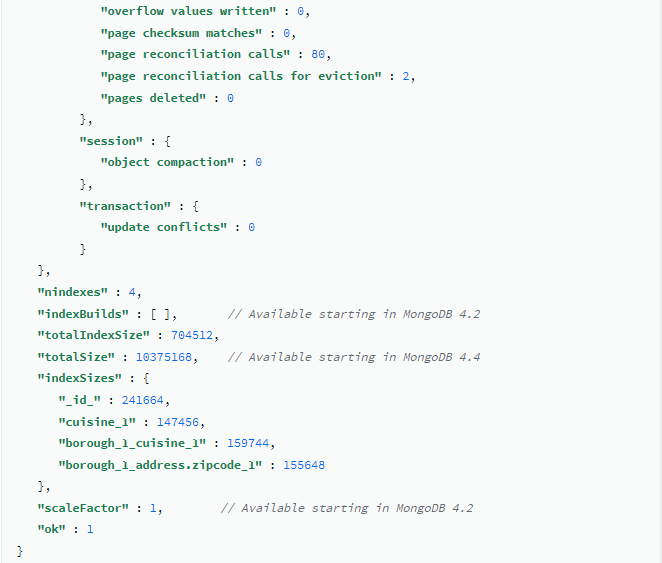 "overflow values written" : 0,
"page checksum matches" : 0,
"page reconciliation calls" : 80,
"page reconciliation calls for eviction" : 2,
"pages deleted" : 0
},
"session" : {
"object compaction" : 0
},
"transaction" : {
"update conflicts" : 0
}
},
"nindexes" : 4,
"indexBuilds" : [ ], // Available starting in MongoDB 4.2
"totalIndexSize" : 704512,
"totalSize" : 10375168, // Available starting in MongoDB 4.4
"indexSizes" : {
"_id_" : 241664,
"cuisine_1" : 147456,
"borough_1_cuisine_1" : 159744,
"borough_1_address.zipcode_1" : 155648
},
"scaleFactor" : 1, // Available starting in MongoDB 4.2
"ok" : 1
}